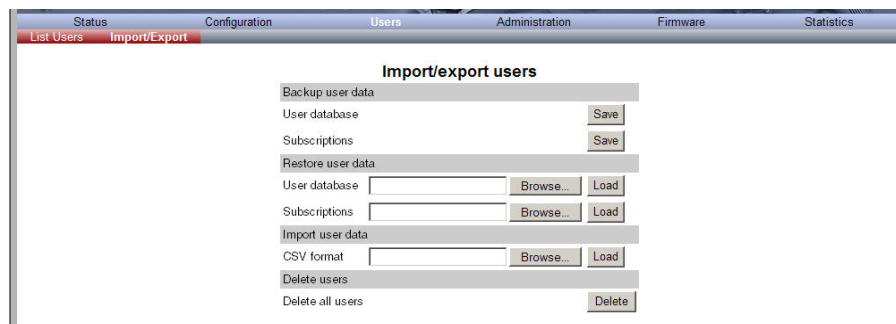 Status Configuration Users Administration Firmware Statistics
List Users Import/Export
Import/export users
Backup user data
User database Save
Subscriptions Save
Restore user data
User database Browse... Load
Subscriptions Browse... Load
Import user data
CSV format Browse... Load
Delete users
Delete all users Delete